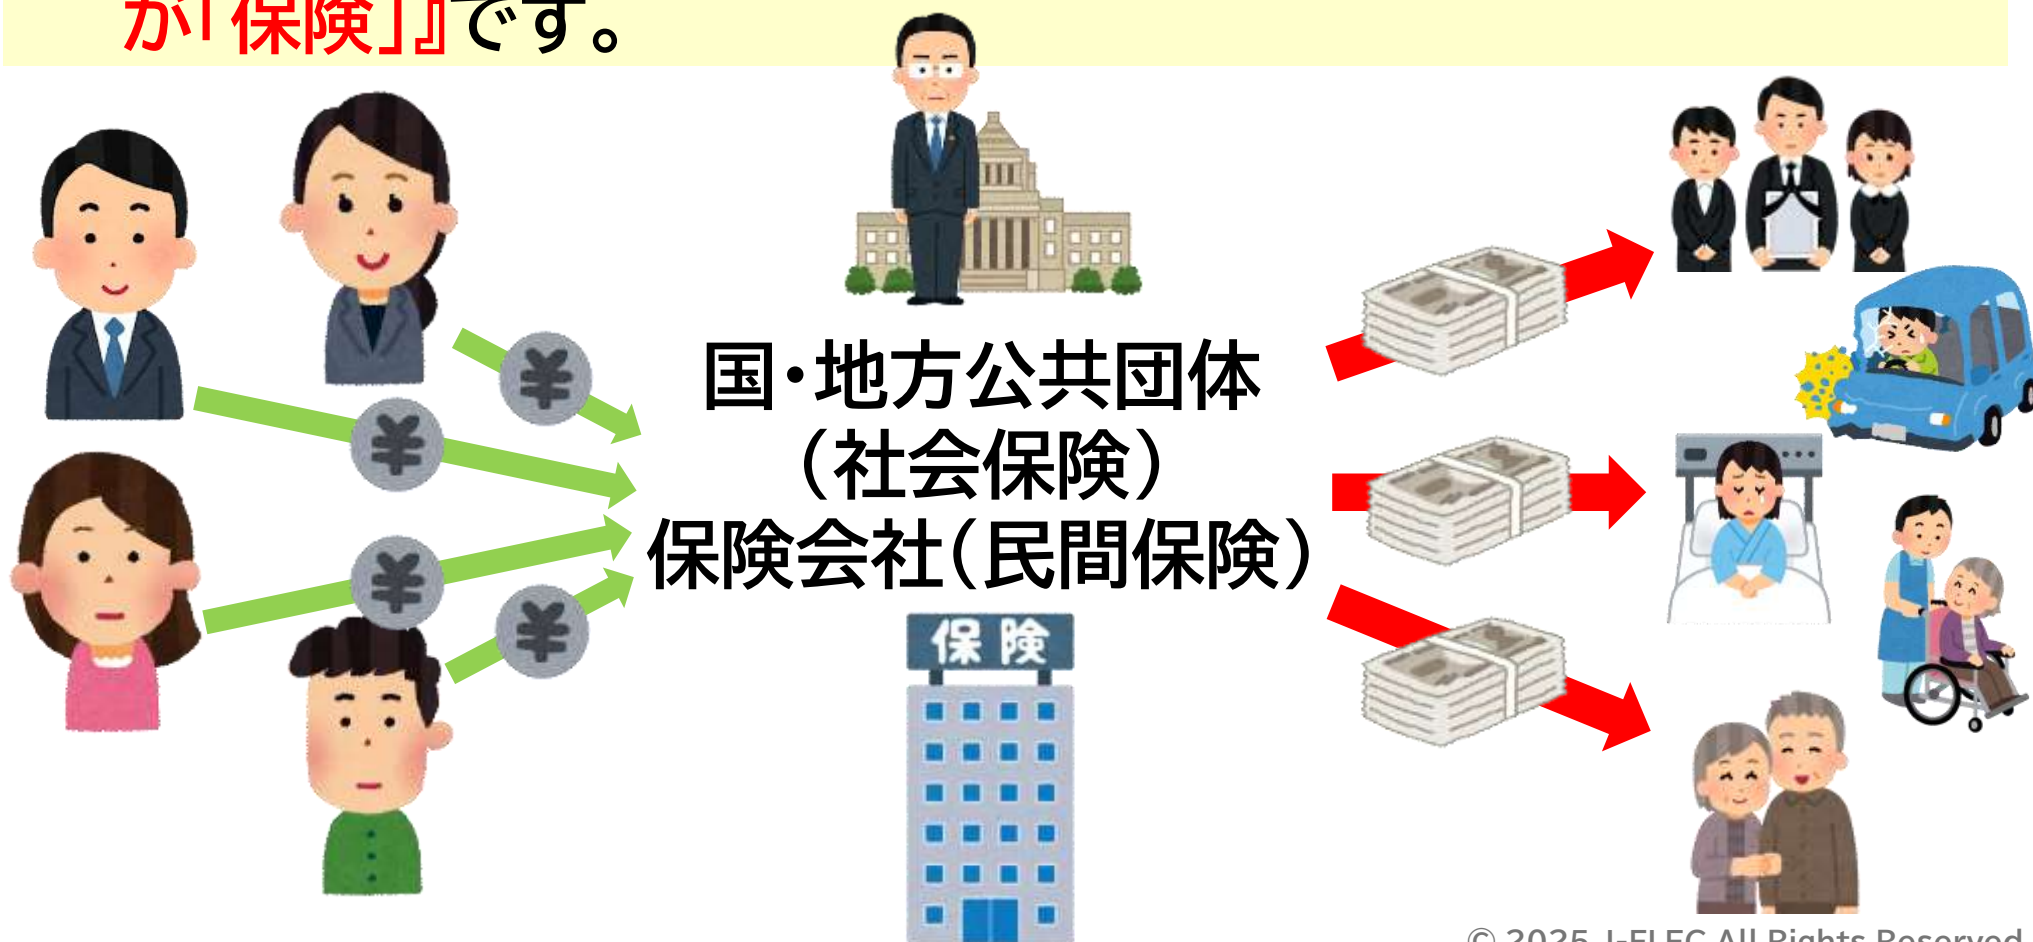 が「保険」』です。
国・地方公共団体
（社会保険）
保険会社（民間保険）
保険
© 2025 J-FLEC All Rights Reserved